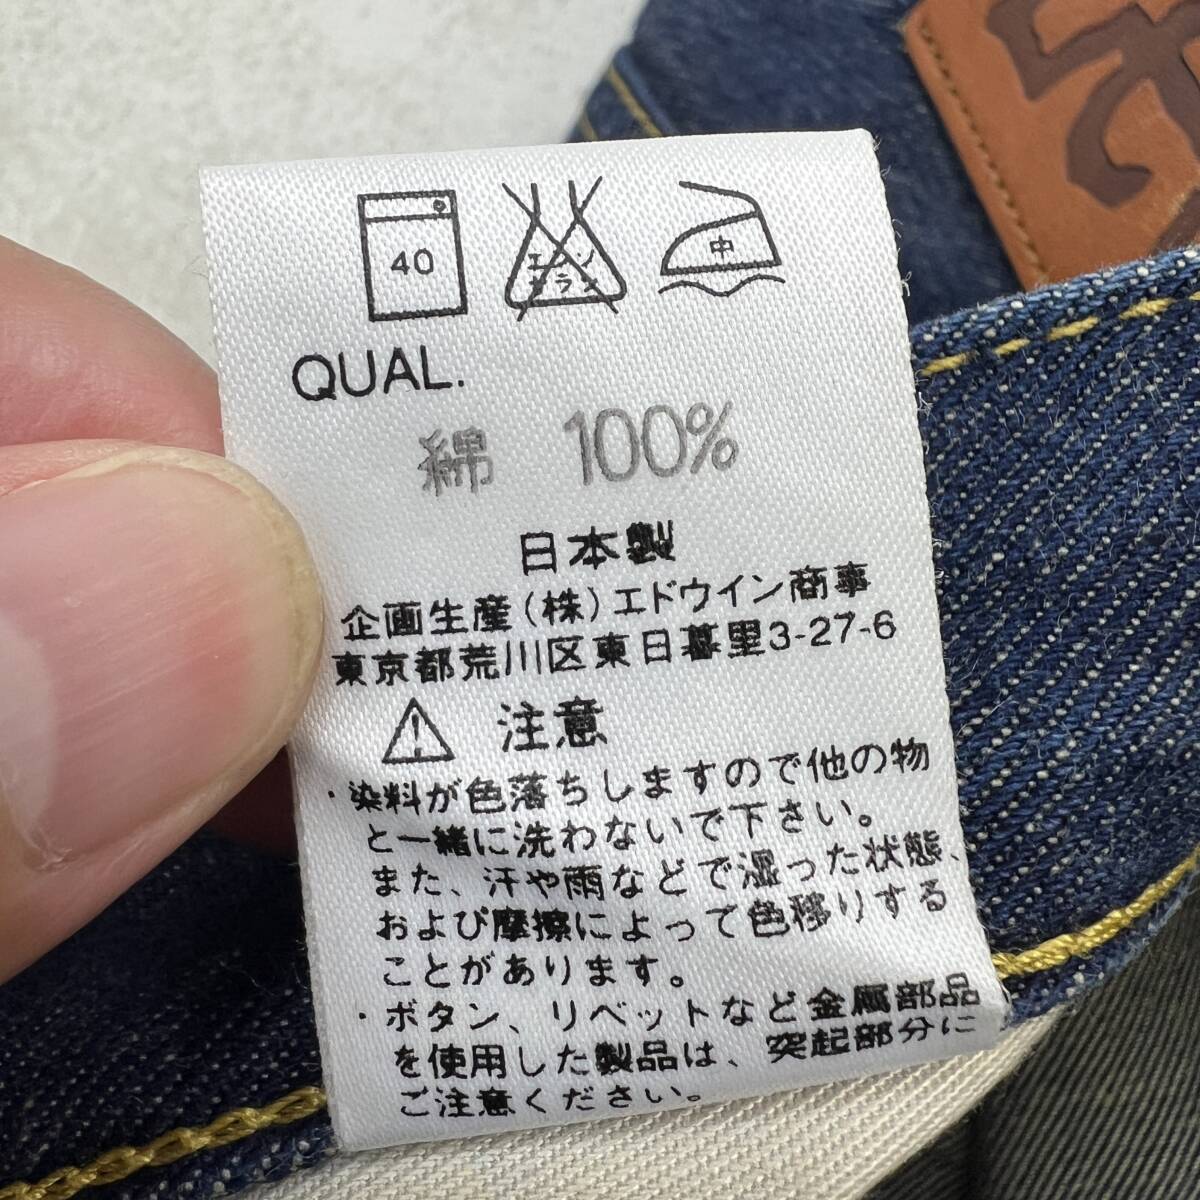 40
エンソ
サラシ
中
QUAL.
綿 100%
日本製
企画生産(株)エドウイン商事
東京都荒川区東日暮里3-27-6
注意
・染料が色落ちしますので他の物
と一緒に洗わないで下さい。
また、汗や雨などで湿った状態、
および摩擦によって色移りする
ことがあります。
・ボタン、リベットなど金属部品
を使用した製品は、突起部分に
ご注意ください。